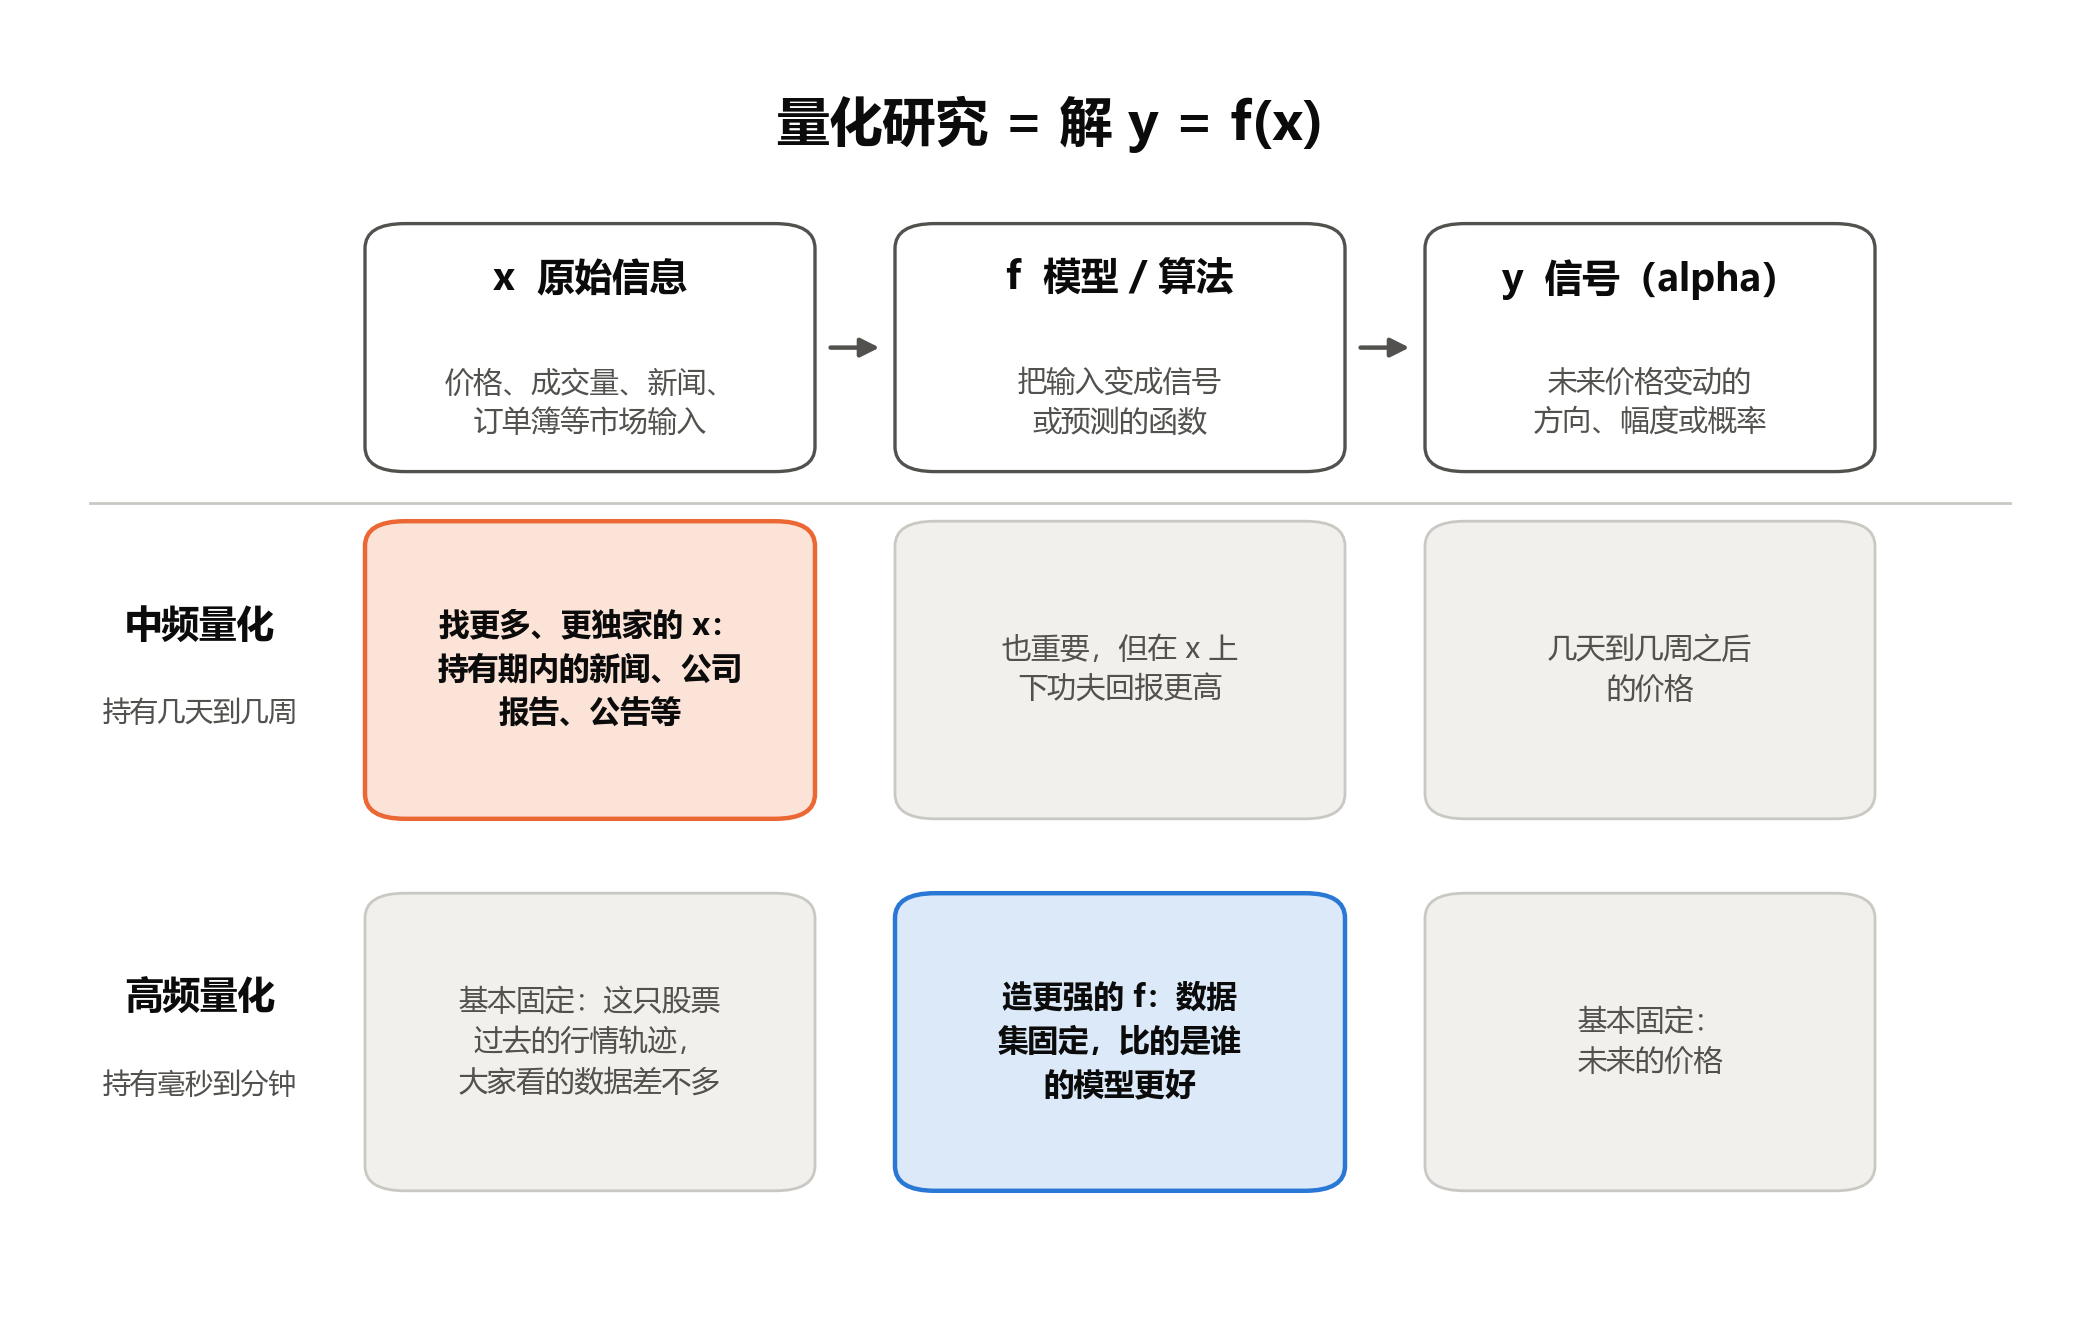 量化研究 = 解 y = f(x)
x 原始信息
价格、成交量、新闻、
订单簿等市场输入
f 模型 / 算法
把输入变成信号
或预测的函数
y 信号（alpha）
未来价格变动的
方向、幅度或概率
中频量化
持有几天到几周
找更多、更独家的 x：
持有期内的新闻、公司
报告、公告等
也重要，但在 x 上
下功夫回报更高
几天到几周之后
的价格
高频量化
持有毫秒到分钟
基本固定：这只股票
过去的行情轨迹，
大家看的数据差不多
造更强的 f：数据
集固定，比的是谁
的模型更好
基本固定：
未来的价格